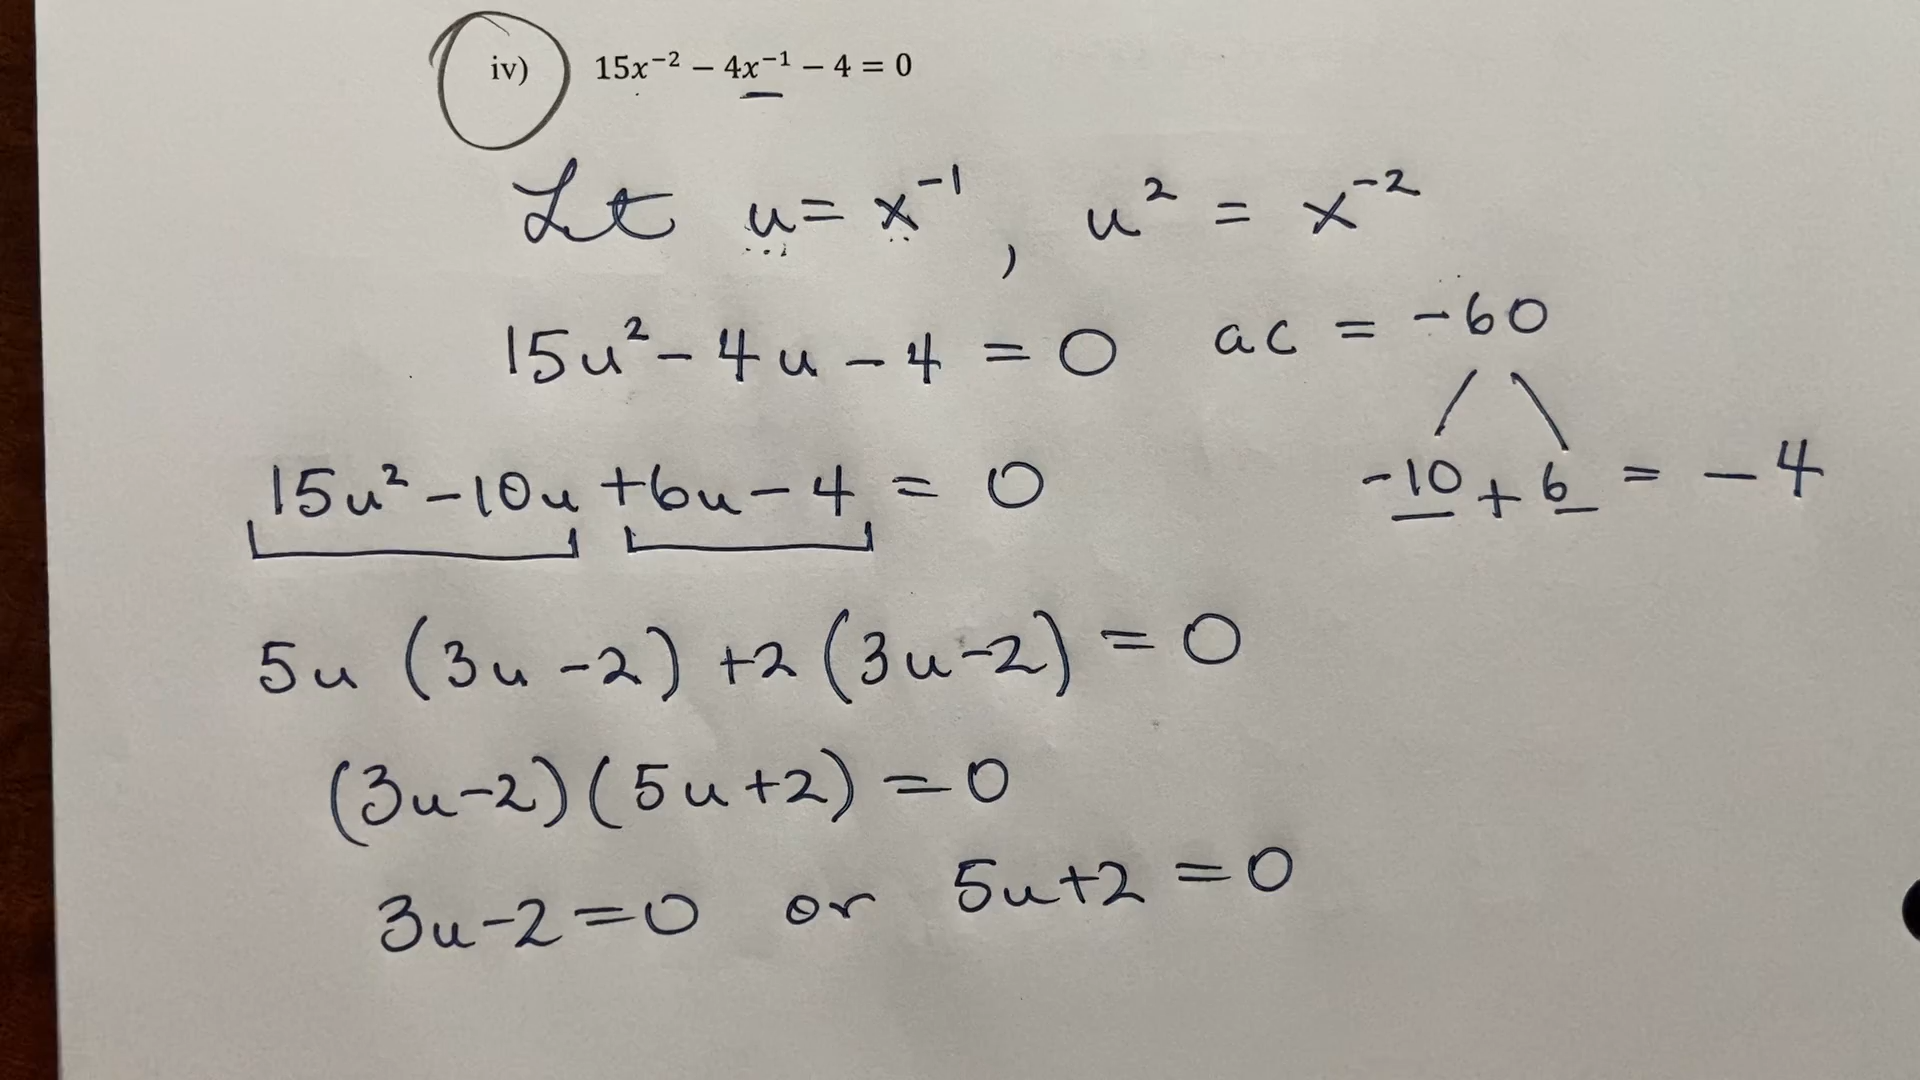 iv) 15x⁻² − 4x⁻¹ − 4 = 0
Let u = x⁻¹ , u² = x⁻²
15u² − 4u − 4 = 0 ac = −60
15u² − 10u + 6u − 4 = 0 −10 + 6 = −4
5u (3u − 2) + 2 (3u − 2) = 0
(3u − 2)(5u + 2) = 0
3u − 2 = 0 or 5u + 2 = 0